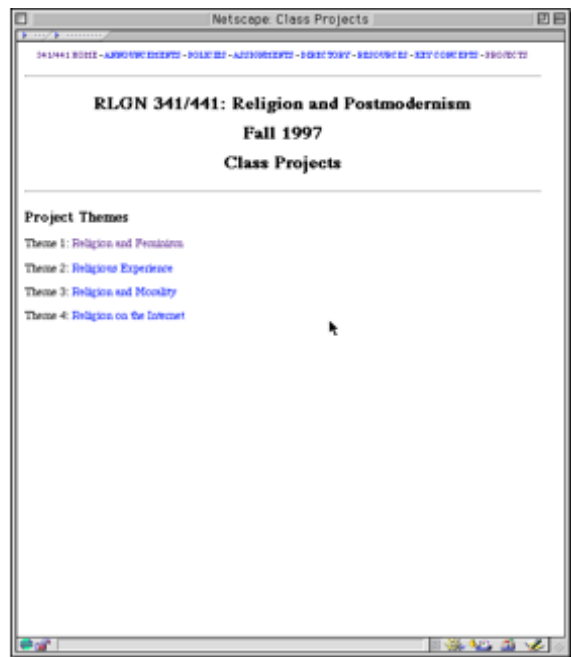 Netscape: Class Projects
341/441 HOME - ANNOUNCEMENTS - POLICIES - ASSIGNMENTS - DIRECTORY - RESOURCES - KEY CONCEPTS - PROJECTS
RLGN 341/441: Religion and Postmodernism
Fall 1997
Class Projects
Project Themes
Theme 1: Religion and Feminism
Theme 2: Religious Experience
Theme 3: Religion and Morality
Theme 4: Religion on the Internet